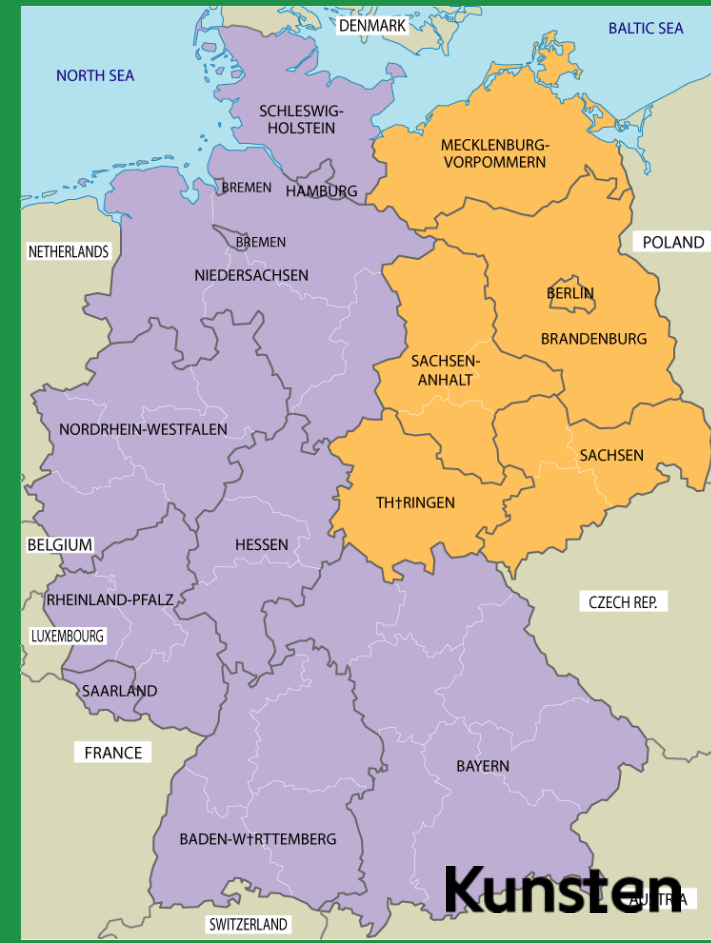 DENMARK
BALTIC SEA
NORTH SEA
SCHLESWIG-
HOLSTEIN
MECKLENBURG-
VORPOMMERN
BREMEN
HAMBURG
BREMEN
NETHERLANDS
POLAND
NIEDERSACHSEN
BERLIN
BRANDENBURG
SACHSEN-
ANHALT
NORDRHEIN-WESTFALEN
SACHSEN
TH†RINGEN
BELGIUM
HESSEN
RHEINLAND-PFALZ
CZECH REP.
LUXEMBOURG
SAARLAND
FRANCE
BAYERN
BADEN-W†RTTEMBERG
Kunsten
AUSTRIA
SWITZERLAND